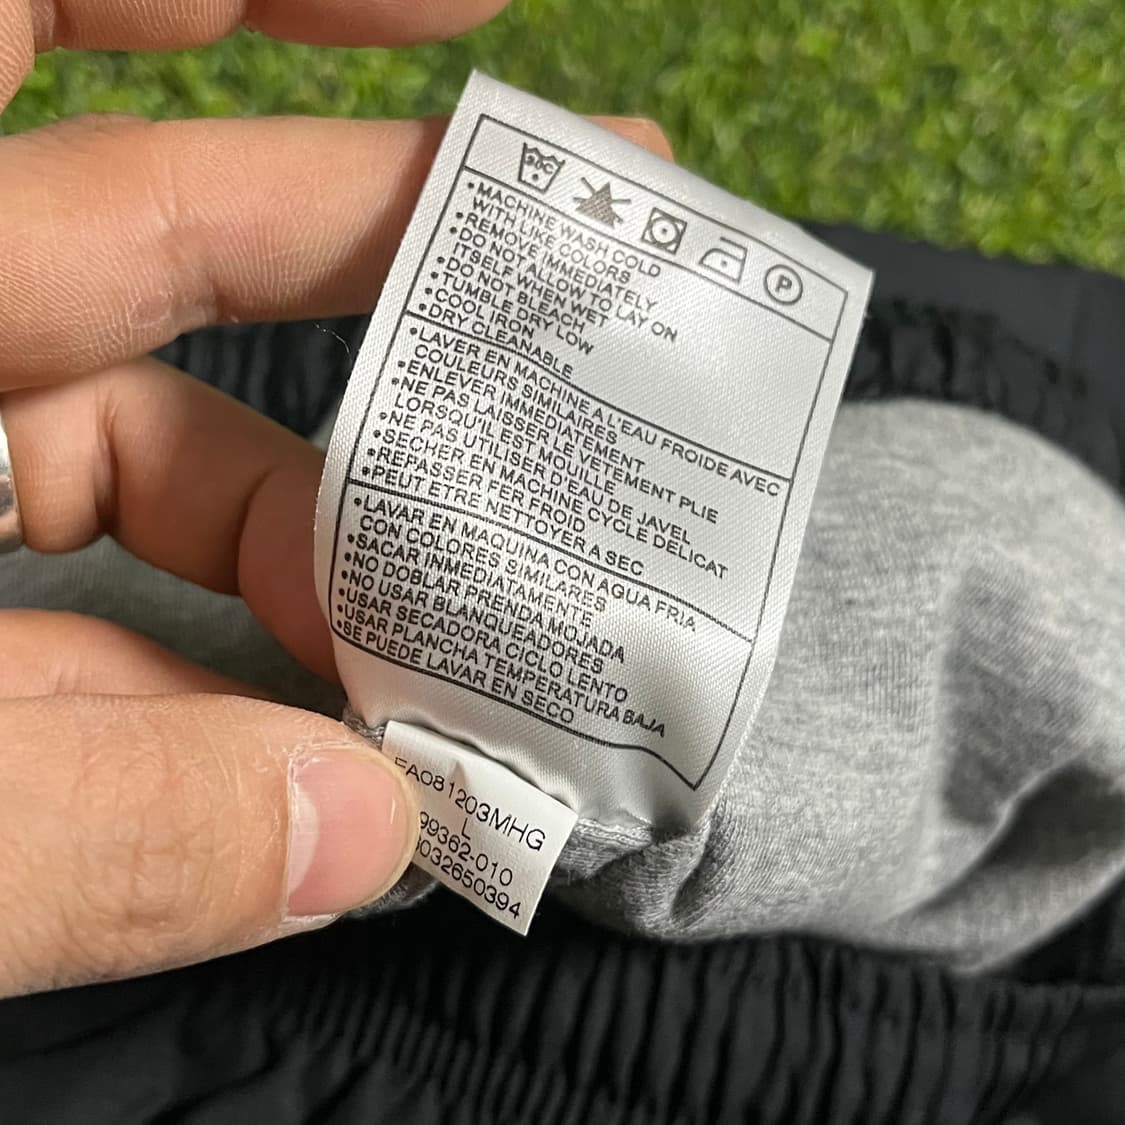 30C
P
•MACHINE WASH COLD
WITH LIKE COLORS
•REMOVE IMMEDIATELY
•DO NOT ALLOW TO LAY ON
ITSELF WHEN WET
•DO NOT BLEACH
•TUMBLE DRY LOW
•COOL IRON
•DRY CLEANABLE
•LAVER EN MACHINE A L'EAU FROIDE AVEC
COULEURS SIMILAIRES
•ENLEVER IMMEDIATEMENT
•NE PAS LAISSER LE VETEMENT PLIE
LORSQU'IL EST MOUILLE
•NE PAS UTILISER D'EAU DE JAVEL
•SECHER EN MACHINE CYCLE DELICAT
•REPASSER FER FROID
•PEUT ETRE NETTOYER A SEC
•LAVAR EN MAQUINA CON AGUA FRIA
CON COLORES SIMILARES
•SACAR INMEDIATAMENTE
•NO DOBLAR PRENDA MOJADA
•NO USAR BLANQUEADORES
•USAR SECADORA CICLO LENTO
•USAR PLANCHA TEMPERATURA BAJA
•SE PUEDE LAVAR EN SECO
FA081203MHG
L
99362-010
032650394